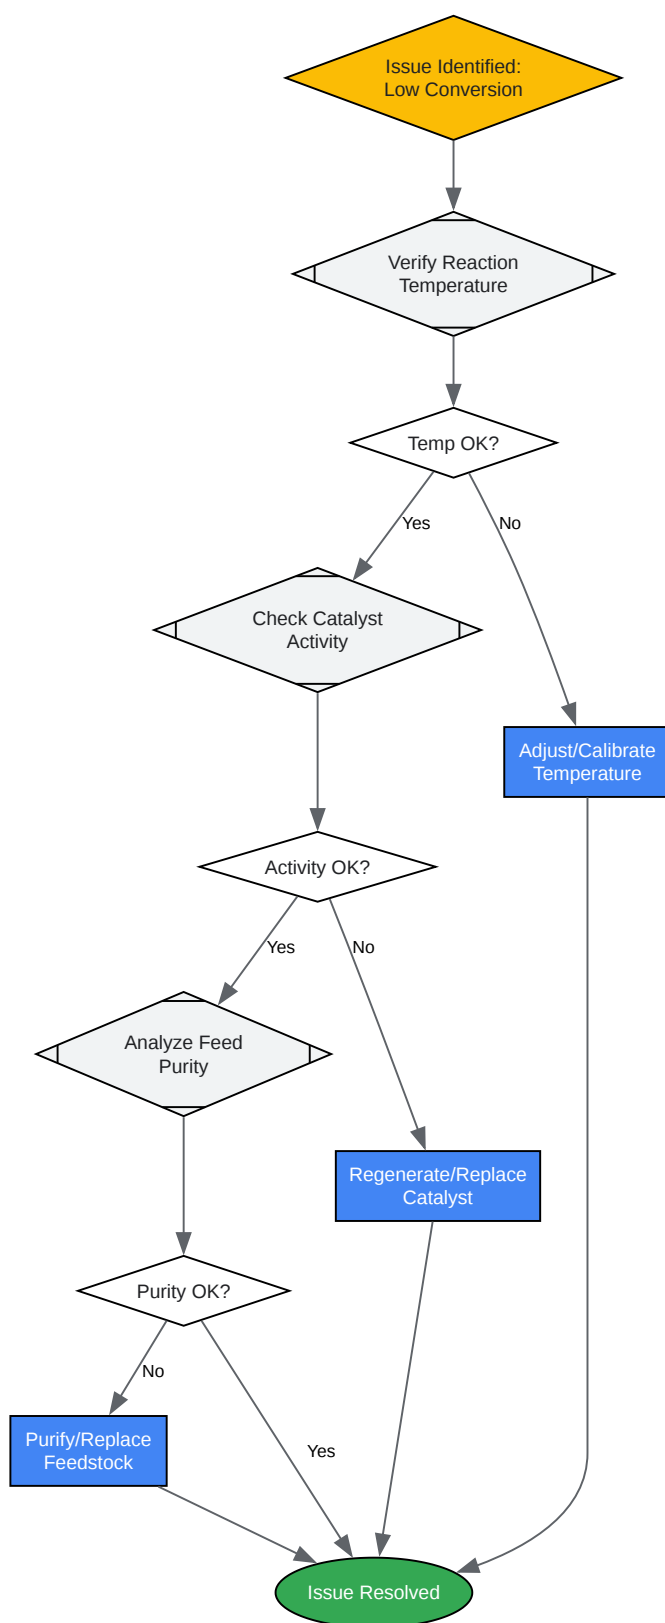 Issue Identified:
Low Conversion
Verify Reaction
Temperature
Temp OK?
Yes
No
Check Catalyst
Activity
Adjust/Calibrate
Temperature
Activity OK?
Yes
No
Analyze Feed
Purity
Regenerate/Replace
Catalyst
Purity OK?
No
Purify/Replace
Feedstock
Yes
Issue Resolved